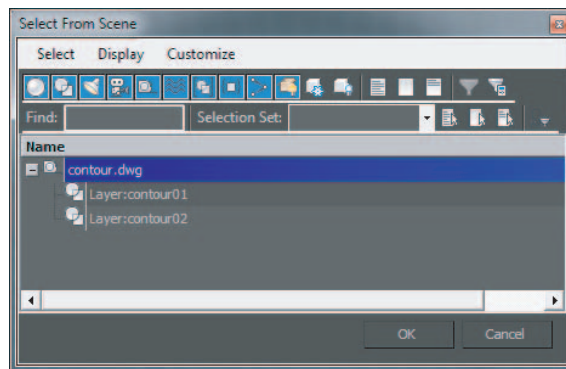 Select From Scene
Select Display Customize
Find: Selection Set:
Name
contour.dwg
Layer:contour01
Layer:contour02
OK Cancel